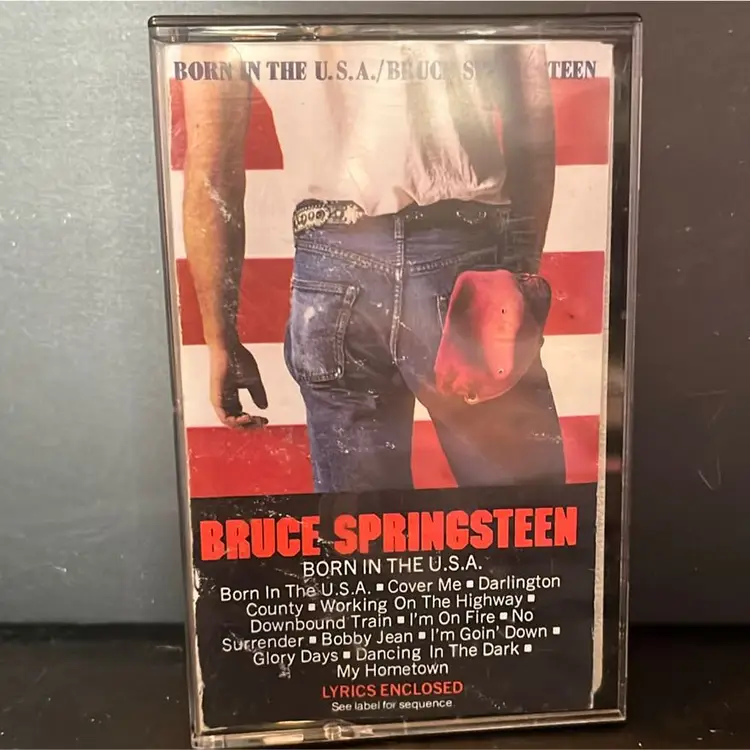 BORN IN THE U.S.A./BRUCE SPRINGSTEEN
BRUCE SPRINGSTEEN
BORN IN THE U.S.A.
Born In The U.S.A. ▪ Cover Me ▪ Darlington
County ▪ Working On The Highway ▪
Downbound Train ▪ I'm On Fire ▪ No
Surrender ▪ Bobby Jean ▪ I'm Goin' Down ▪
Glory Days ▪ Dancing In The Dark ▪
My Hometown
LYRICS ENCLOSED
See label for sequence